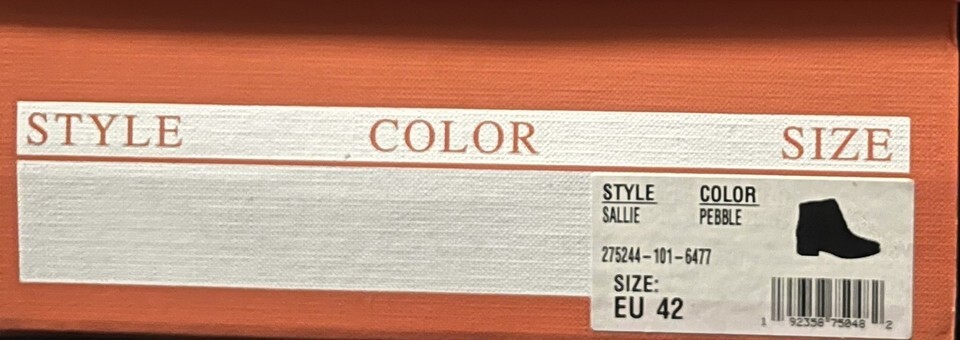 STYLE COLOR SIZE
STYLE COLOR
SALLIE PEBBLE
275244-101-6477
SIZE:
EU 42
1 92358 75048 2